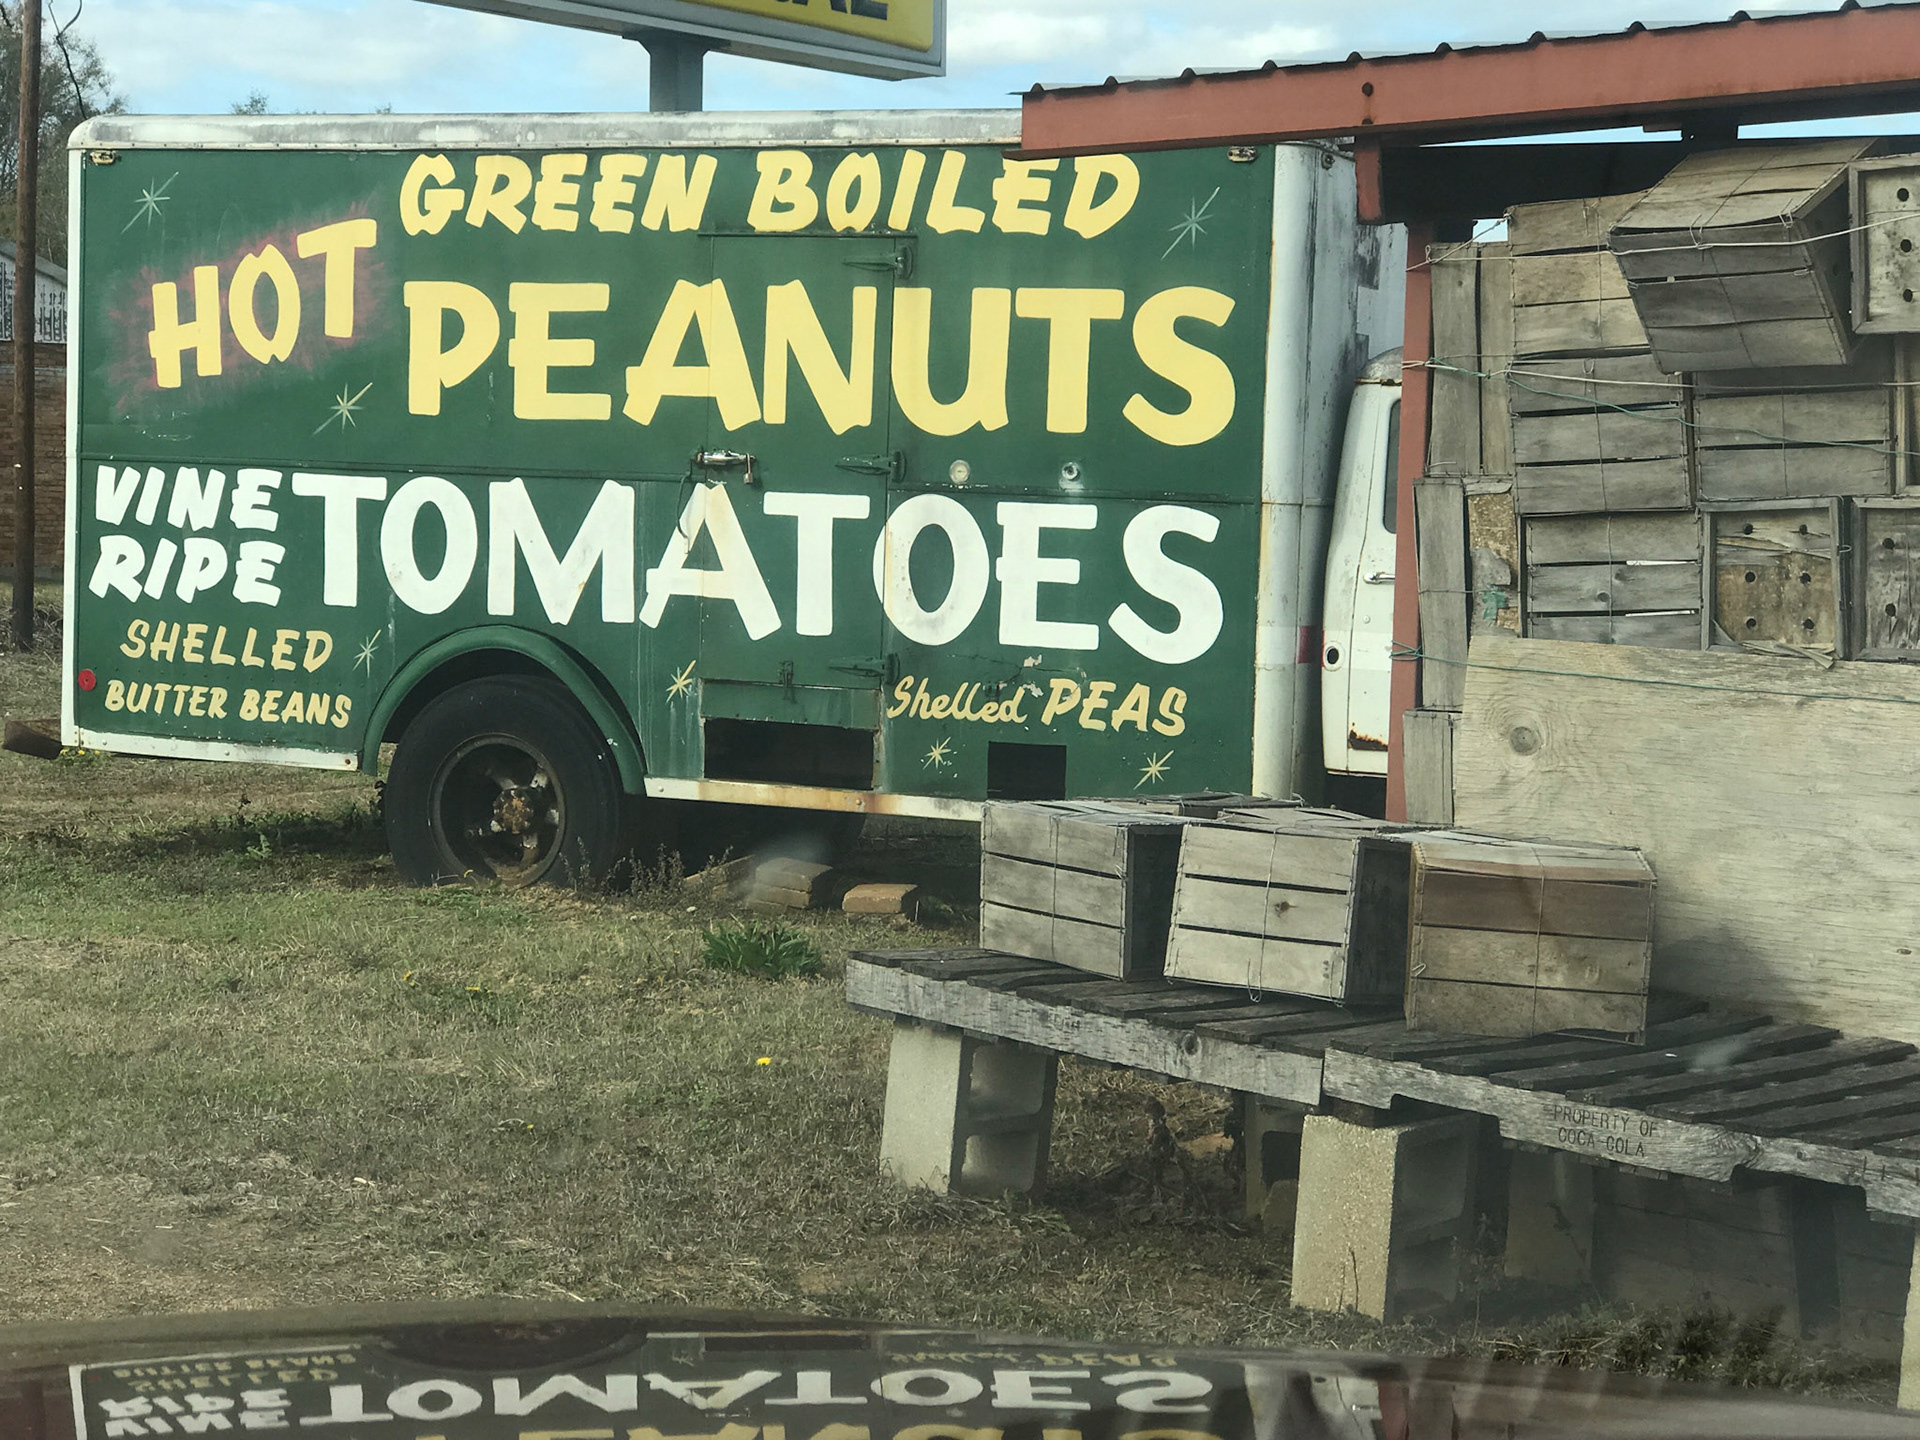 GREEN BOILED
HOT PEANUTS
VINE RIPE TOMATOES
SHELLED
BUTTER BEANS
Shelled PEAS
PROPERTY OF
COCA-COLA